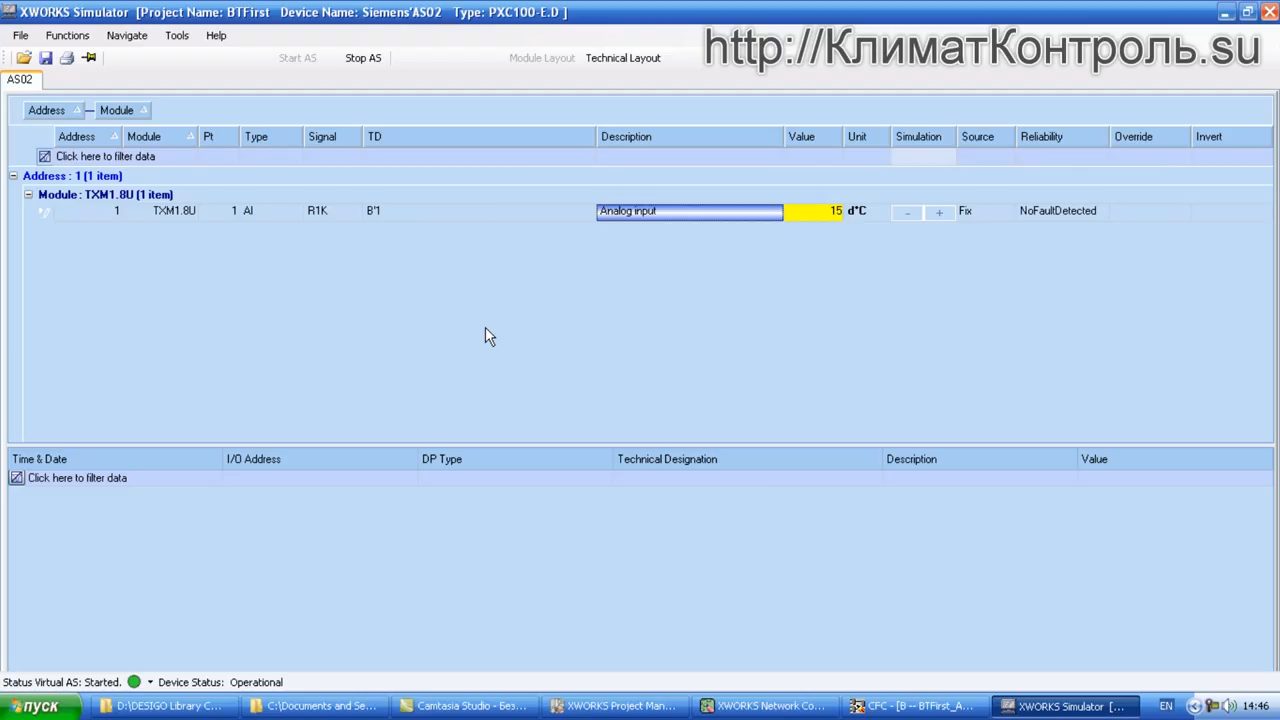 XWORKS Simulator [Project Name: BTFirst Device Name: Siemens'AS02 Type: PXC100-E.D ]
File Functions Navigate Tools Help
http://КлиматКонтроль.su
Start AS Stop AS Module Layout Technical Layout
AS02
Address Module
Address Module Pt Type Signal TD Description Value Unit Simulation Source Reliability Override Invert
Click here to filter data
Address : 1 (1 item)
Module : TXM1.8U (1 item)
1 TXM1.8U 1 AI R1K B'1 Analog input 15 d°C - + Fix NoFaultDetected
Time & Date I/O Address DP Type Technical Designation Description Value
Click here to filter data
Status Virtual AS: Started. Device Status: Operational
пуск D:\DESIGO Library C... C:\Documents and Se... Camtasia Studio - Без... XWORKS Project Man... XWORKS Network Co... CFC - [B -- BTFirst_A... XWORKS Simulator [... EN 14:46